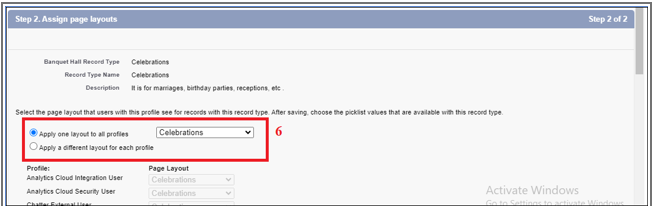 Step 2. Assign page layouts Step 2 of 2
Banquet Hall Record Type Celebrations
Record Type Name Celebrations
Description It is for marriages, birthday parties, receptions, etc .
Select the page layout that users with this profile see for records with this record type. After saving, choose the picklist values that are available with this record type.
Apply one layout to all profiles Celebrations 6
Apply a different layout for each profile
Profile: Page Layout
Analytics Cloud Integration User Celebrations
Analytics Cloud Security User Celebrations
Activate Windows
Chatter External User Celebrations
Go to Settings to activate Windows